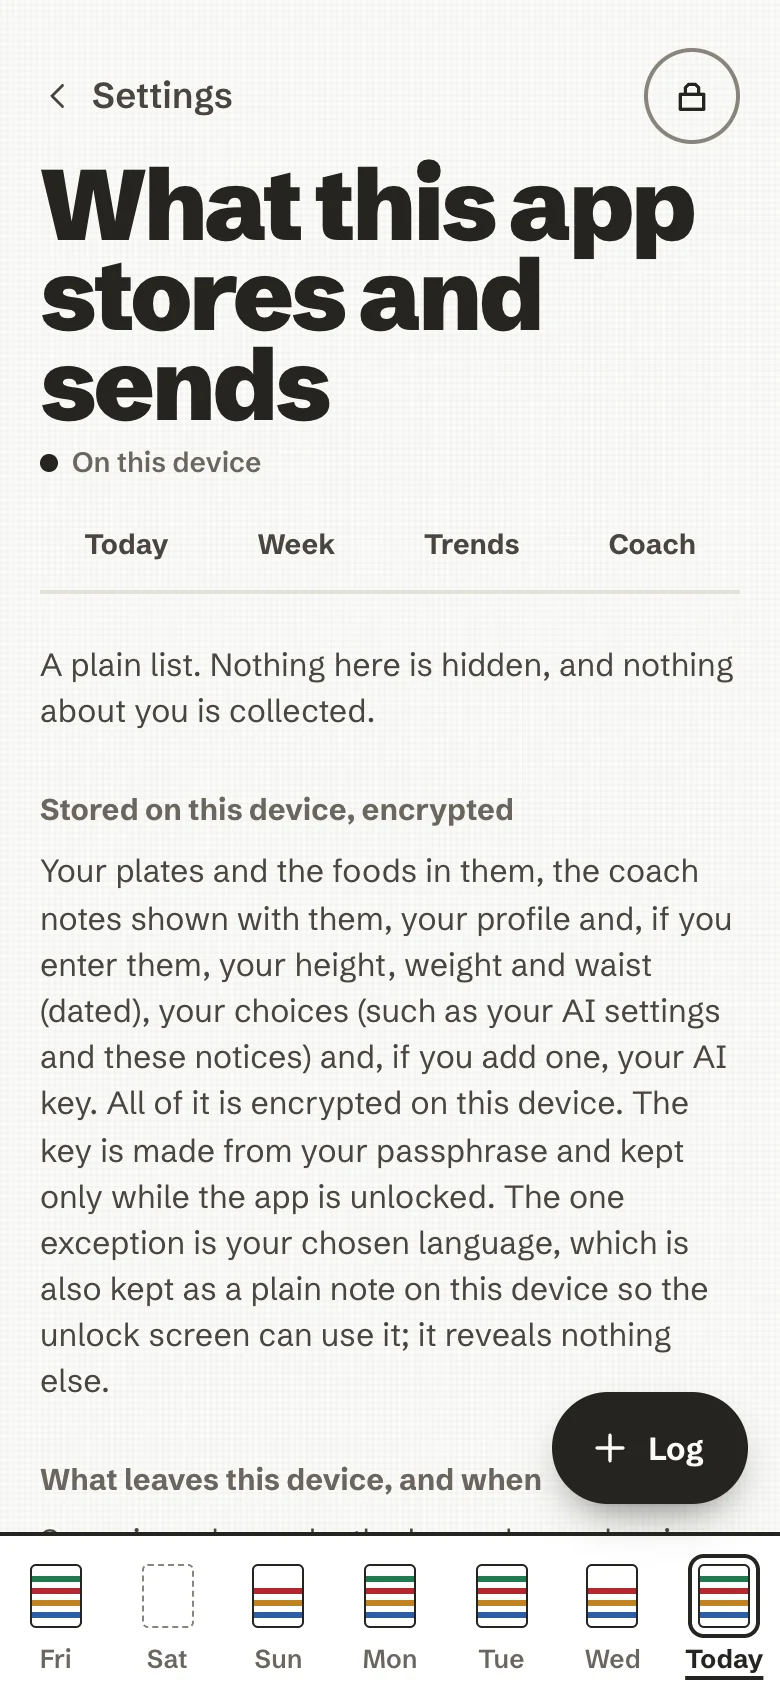 Settings
What this app
stores and
sends
On this device
Today Week Trends Coach
A plain list. Nothing here is hidden, and nothing
about you is collected.
Stored on this device, encrypted
Your plates and the foods in them, the coach
notes shown with them, your profile and, if you
enter them, your height, weight and waist
(dated), your choices (such as your AI settings
and these notices) and, if you add one, your AI
key. All of it is encrypted on this device. The
key is made from your passphrase and kept
only while the app is unlocked. The one
exception is your chosen language, which is
also kept as a plain note on this device so the
unlock screen can use it; it reveals nothing
else.
Log
What leaves this device, and when
Fri Sat Sun Mon Tue Wed Today